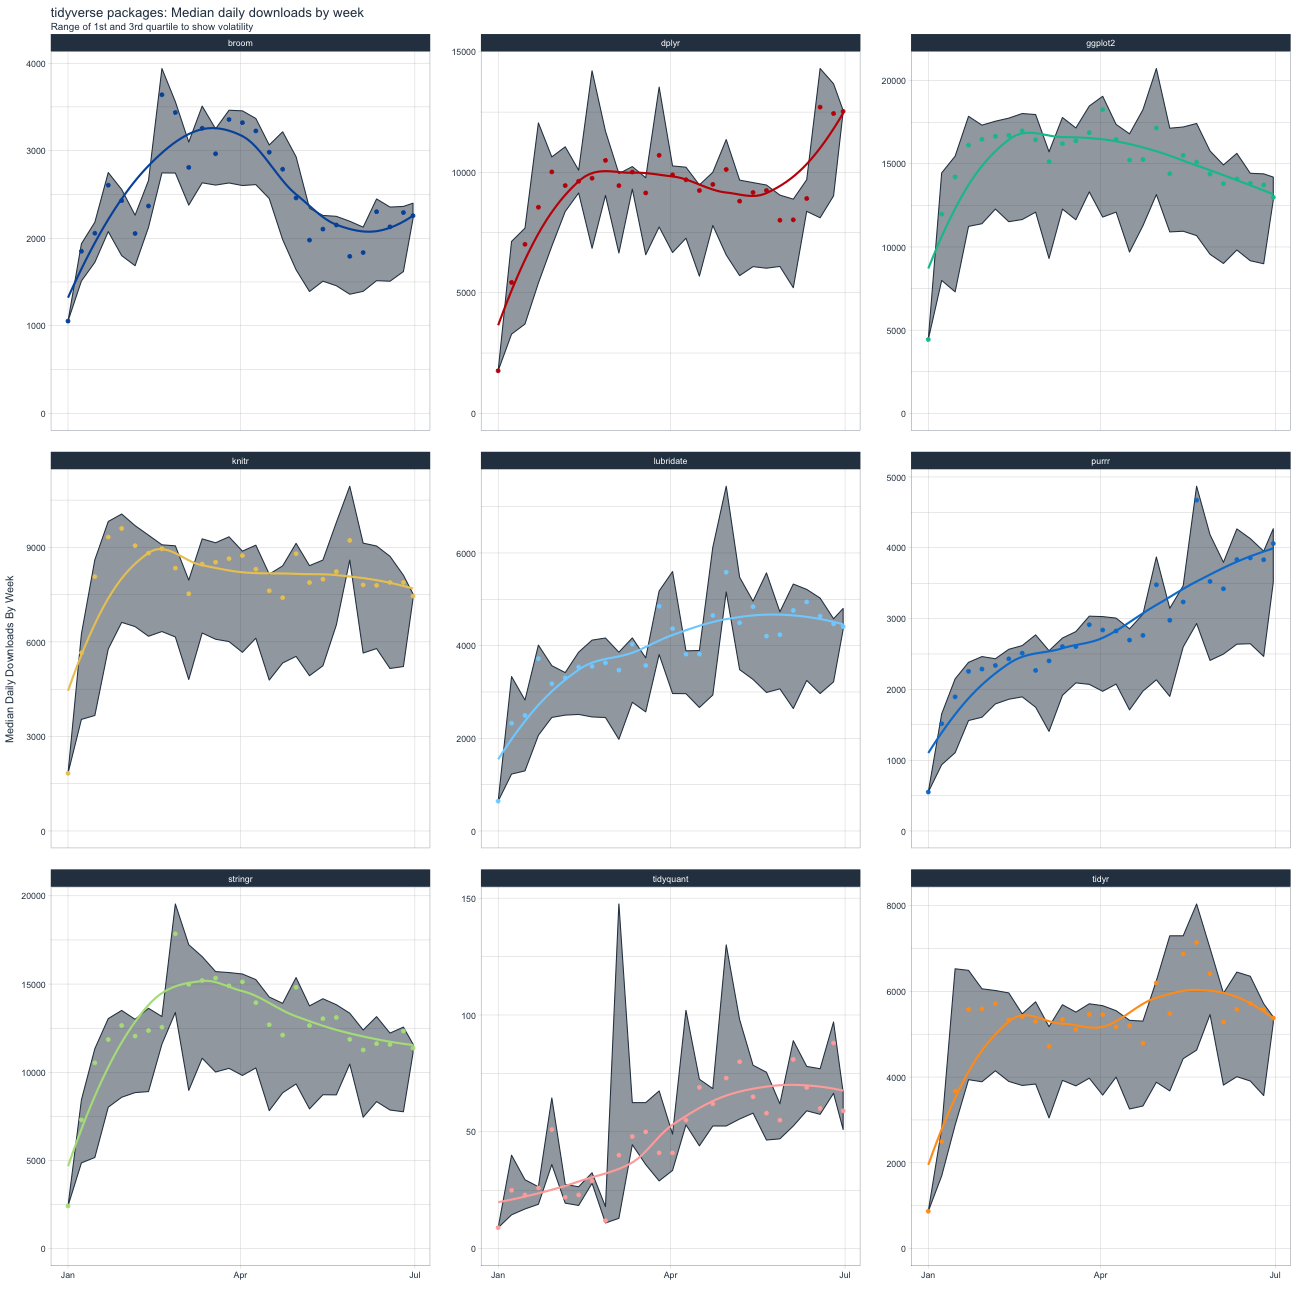 tidyverse packages: Median daily downloads by week
Range of 1st and 3rd quartile to show volatility
Median Daily Downloads By Week
broom
4000
3000
2000
1000
0
dplyr
15000
10000
5000
0
ggplot2
20000
15000
10000
5000
0
knitr
9000
6000
3000
0
lubridate
6000
4000
2000
0
purrr
5000
4000
3000
2000
1000
0
stringr
20000
15000
10000
5000
0
Jan Apr Jul
tidyquant
150
100
50
0
Jan Apr Jul
tidyr
8000
6000
4000
2000
0
Jan Apr Jul